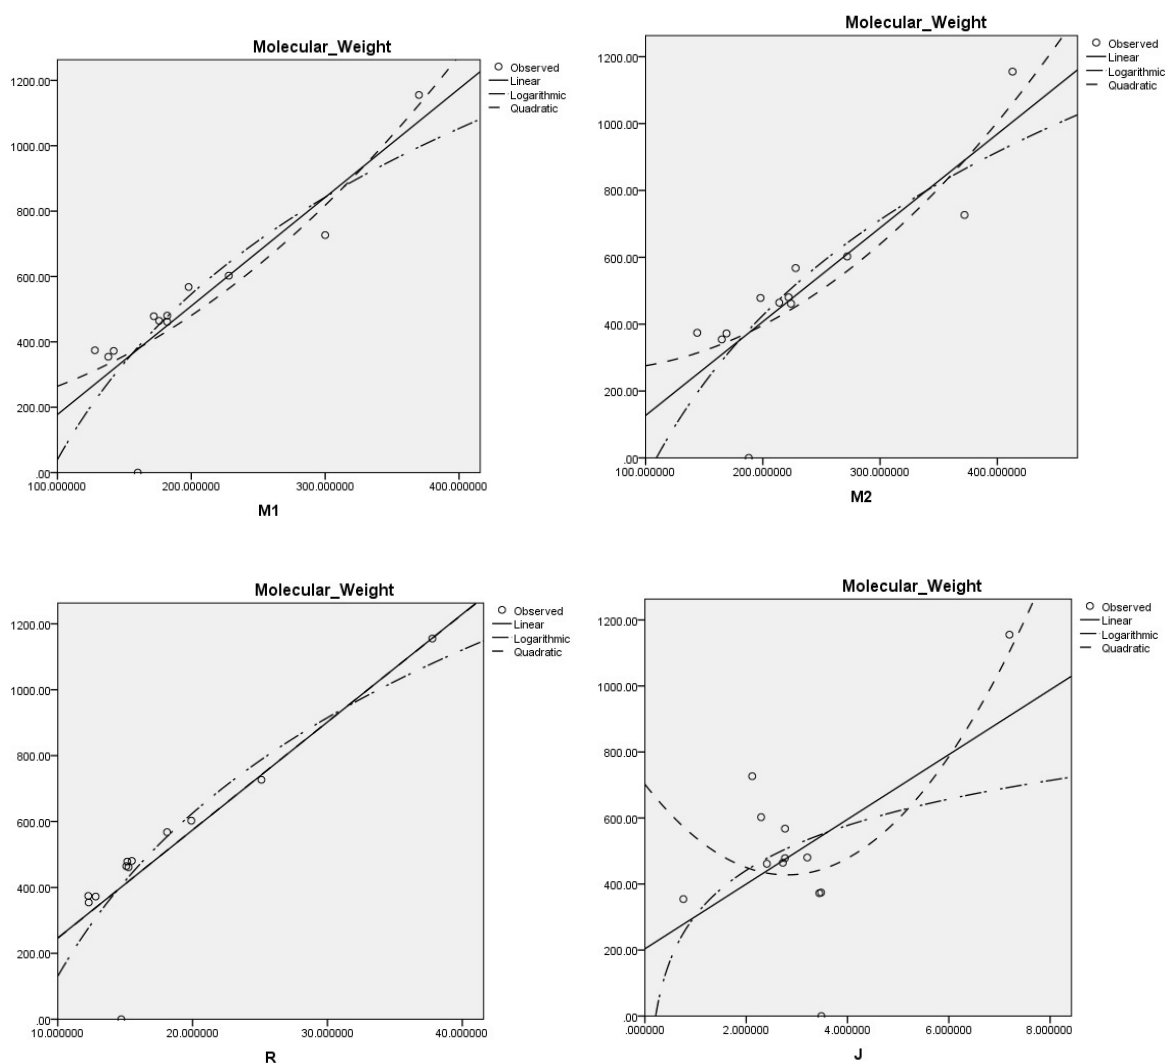 Molecular_Weight
Observed
Linear
Logarithmic
Quadratic
1200.00
1000.00
800.00
600.00
400.00
200.00
.00
100.000000 200.000000 300.000000 400.000000
M1
Molecular_Weight
Observed
Linear
Logarithmic
Quadratic
1200.00
1000.00
800.00
600.00
400.00
200.00
.00
100.000000 200.000000 300.000000 400.000000
M2
Molecular_Weight
Observed
Linear
Logarithmic
Quadratic
1200.00
1000.00
800.00
600.00
400.00
200.00
.00
10.000000 20.000000 30.000000 40.000000
R
Molecular_Weight
Observed
Linear
Logarithmic
Quadratic
1200.00
1000.00
800.00
600.00
400.00
200.00
.00
.000000 2.000000 4.000000 6.000000 8.000000
J